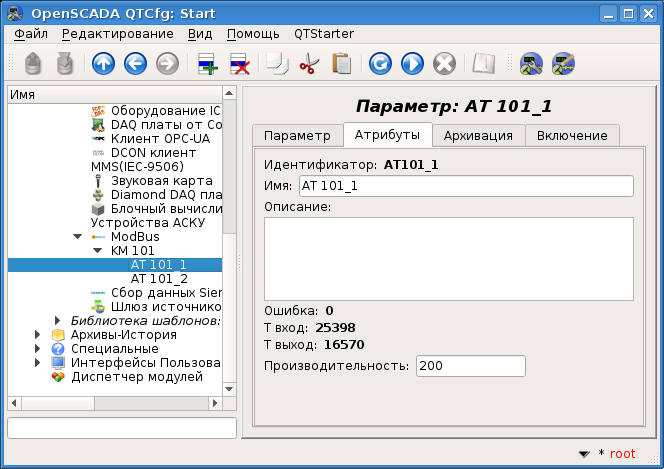 OpenSCADA QTCfg: Start
Файл Редактирование Вид Помощь QTStarter
Имя
Оборудование IC
DAQ платы от Co
Клиент OPC-UA
DCON клиент
MMS(IEC-9506)
Звуковая карта
Diamond DAQ пла
Блочный вычисли
Устройства АСКУ
ModBus
КМ 101
AT 101_1
AT 101_2
Сбор данных Sier
Шлюз источнико
Библиотека шаблонов:
Архивы-История
Специальные
Интерфейсы Пользова
Диспетчер модулей
Параметр: AT 101_1
Параметр Атрибуты Архивация Включение
Идентификатор: AT101_1
Имя: AT 101_1
Описание:
Ошибка: 0
T вход: 25398
T выход: 16570
Производительность: 200
* root